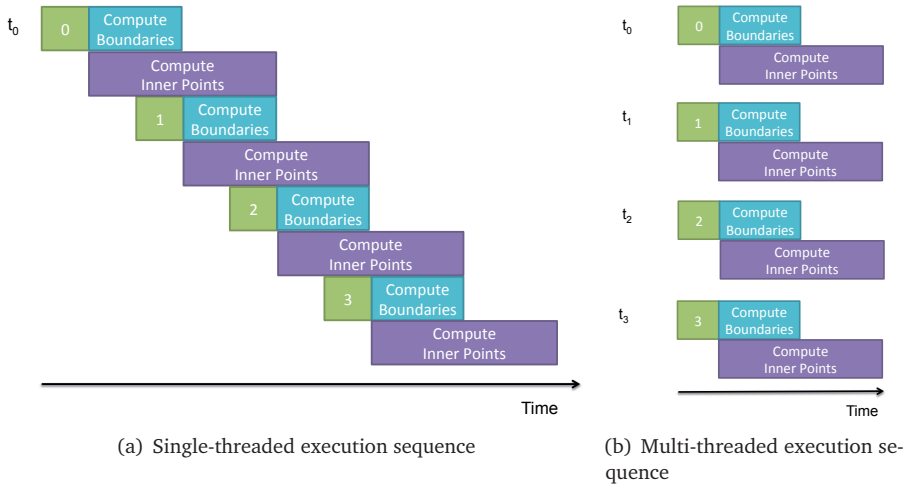 t0
0
Compute
Boundaries
Compute
Inner Points
1
Compute
Boundaries
Compute
Inner Points
2
Compute
Boundaries
Compute
Inner Points
3
Compute
Boundaries
Compute
Inner Points
Time
(a) Single-threaded execution sequence
t0
0
Compute
Boundaries
Compute
Inner Points
t1
1
Compute
Boundaries
Compute
Inner Points
t2
2
Compute
Boundaries
Compute
Inner Points
t3
3
Compute
Boundaries
Compute
Inner Points
Time
(b) Multi-threaded execution se-
quence